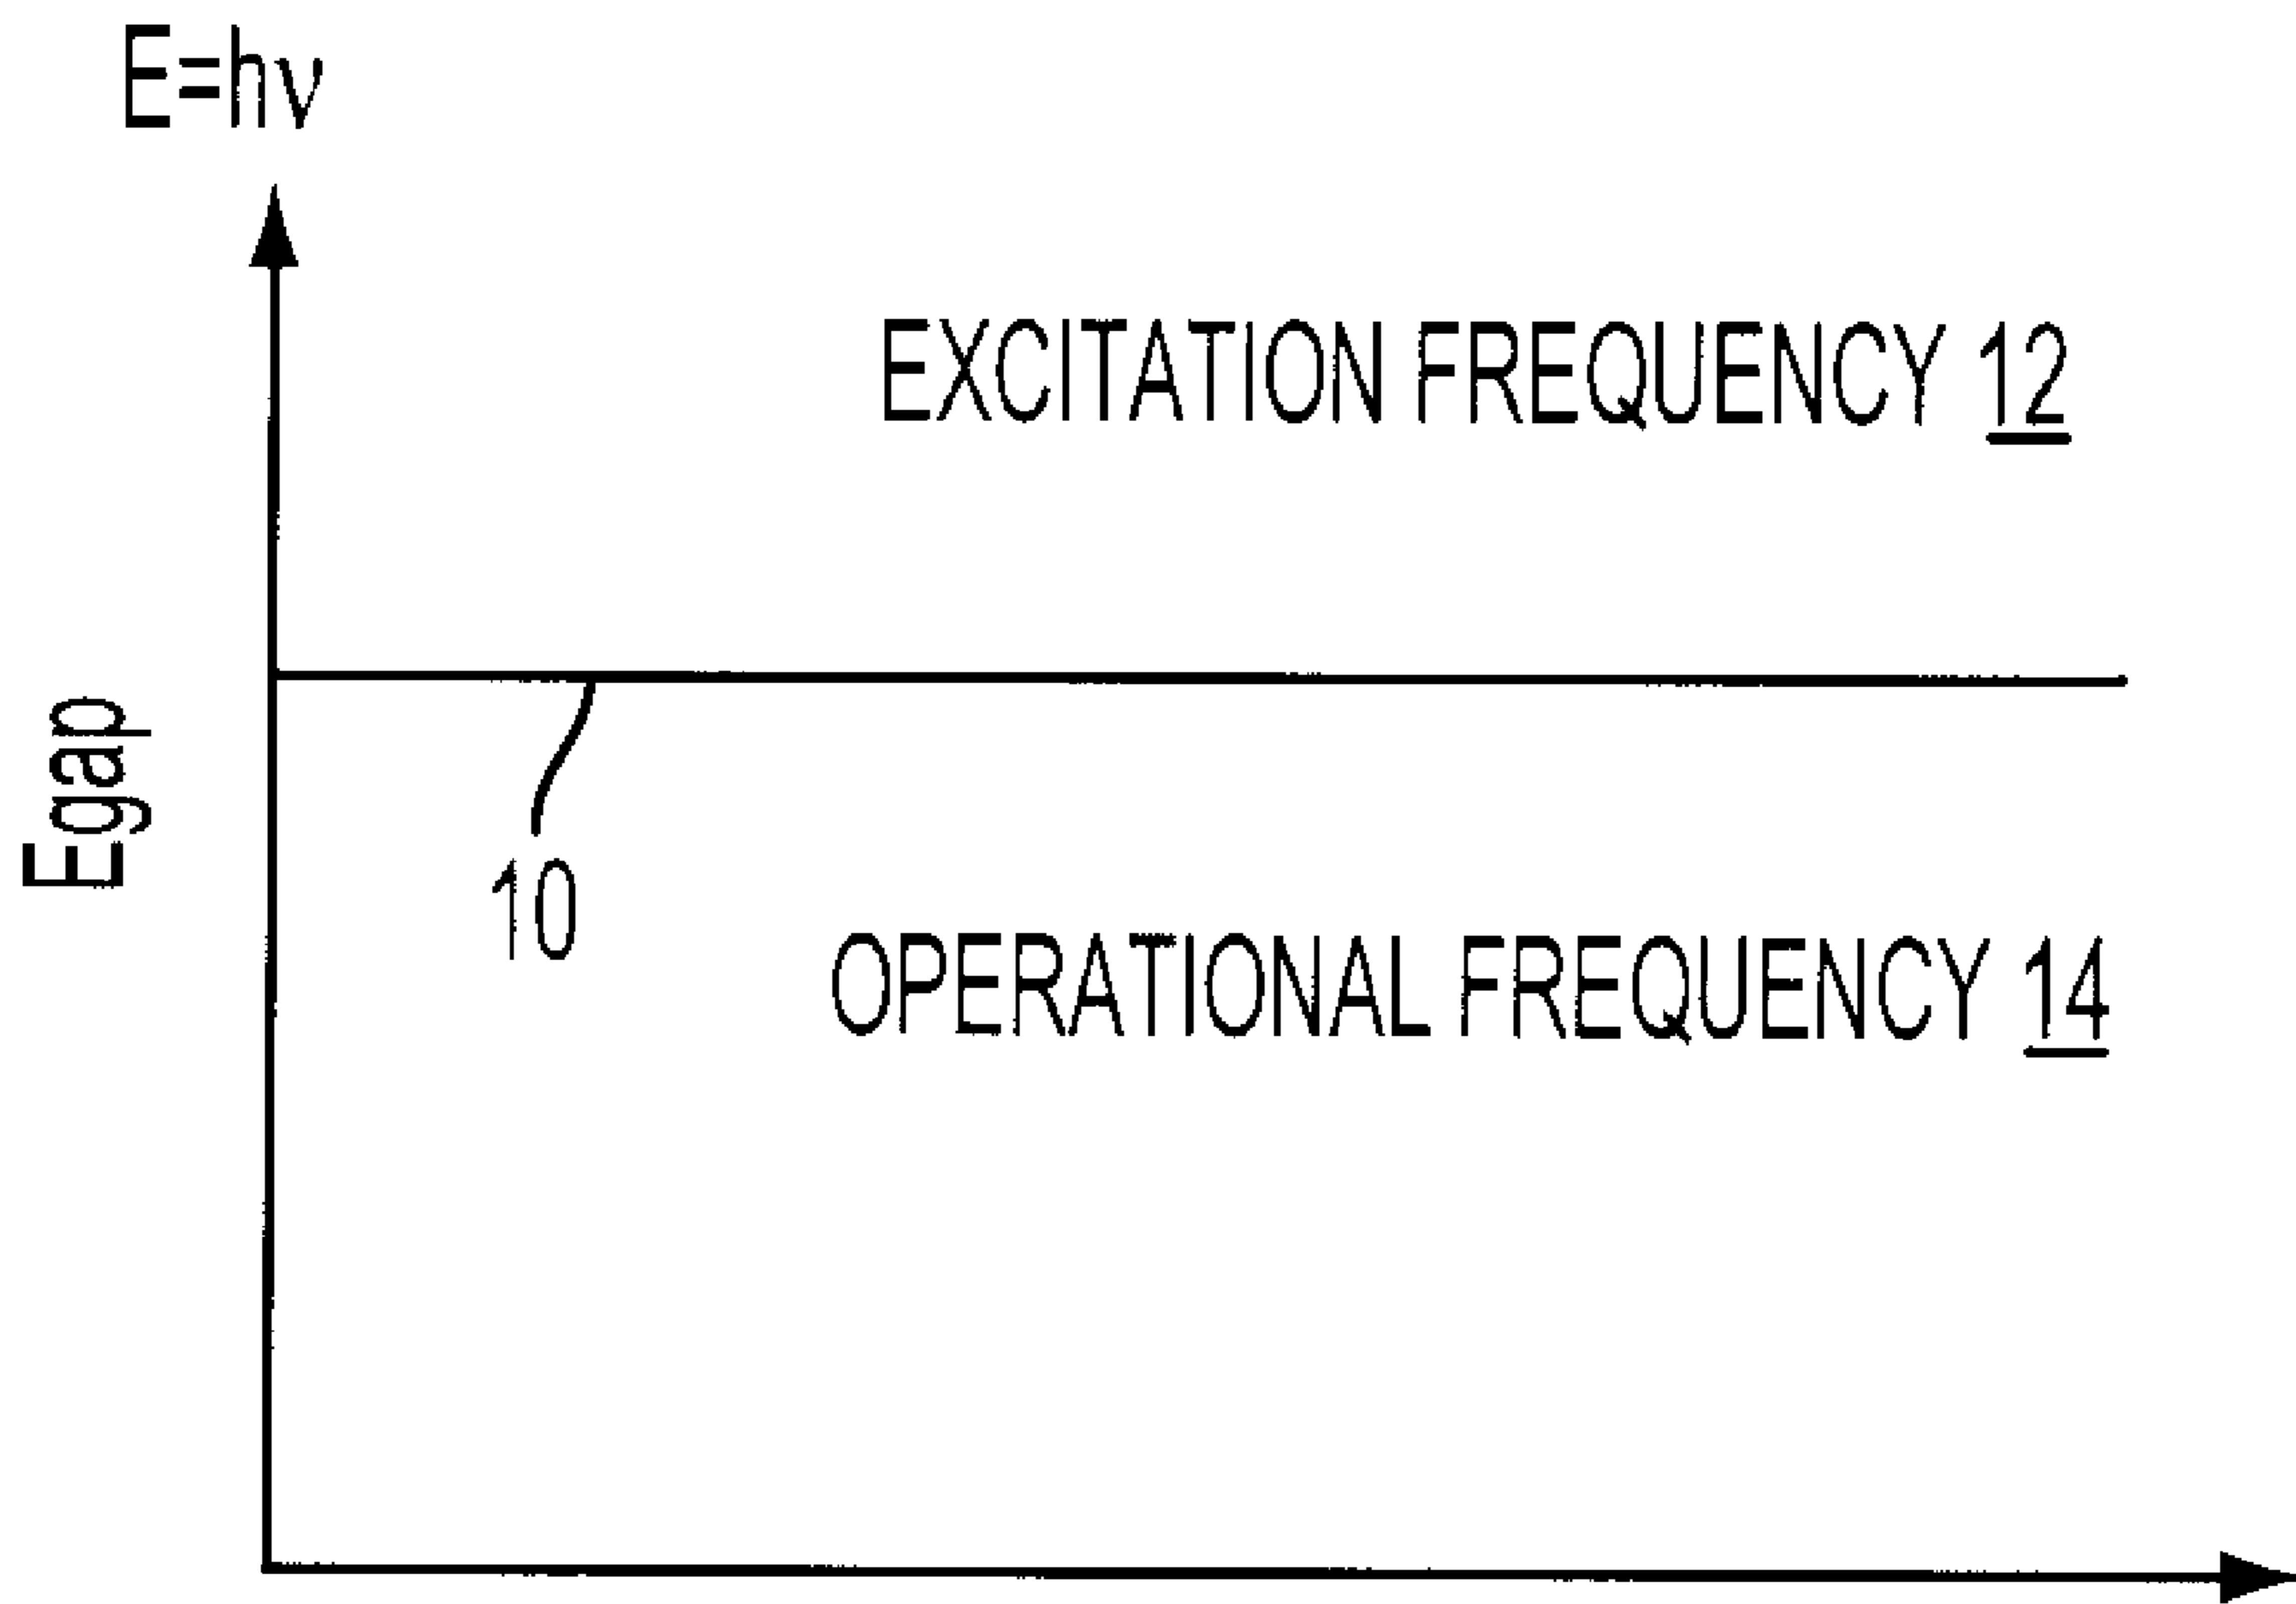 E=hν
EXCITATION FREQUENCY 12
Egap
10
OPERATIONAL FREQUENCY 14